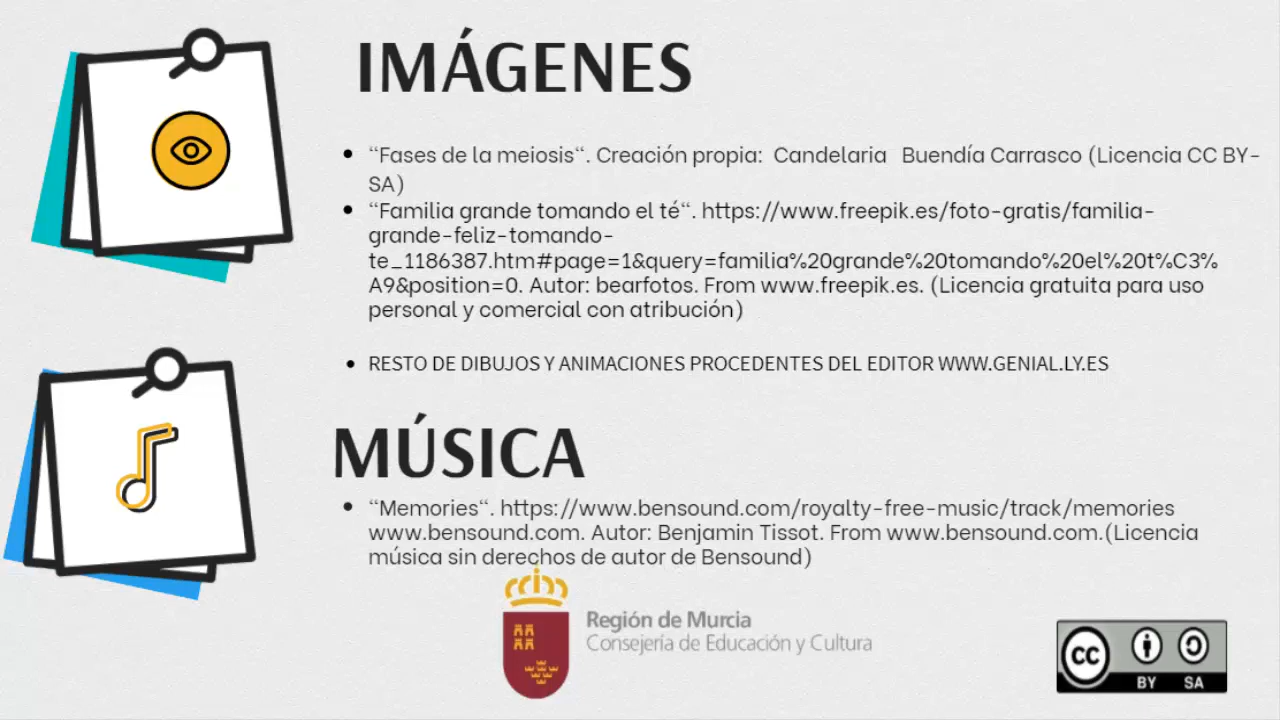 IMÁGENES
“Fases de la meiosis“. Creación propia: Candelaria Buendía Carrasco (Licencia CC BY-
SA)
“Familia grande tomando el té“. https://www.freepik.es/foto-gratis/familia-
grande-feliz-tomando-
te_1186387.htm#page=1&query=familia%20grande%20tomando%20el%20t%C3%
A9&position=0. Autor: bearfotos. From www.freepik.es. (Licencia gratuita para uso
personal y comercial con atribución)
RESTO DE DIBUJOS Y ANIMACIONES PROCEDENTES DEL EDITOR WWW.GENIAL.LY.ES
MÚSICA
“Memories“. https://www.bensound.com/royalty-free-music/track/memories
www.bensound.com. Autor: Benjamin Tissot. From www.bensound.com.(Licencia
música sin derechos de autor de Bensound)
Región de Murcia
Consejería de Educación y Cultura
CC
BY SA